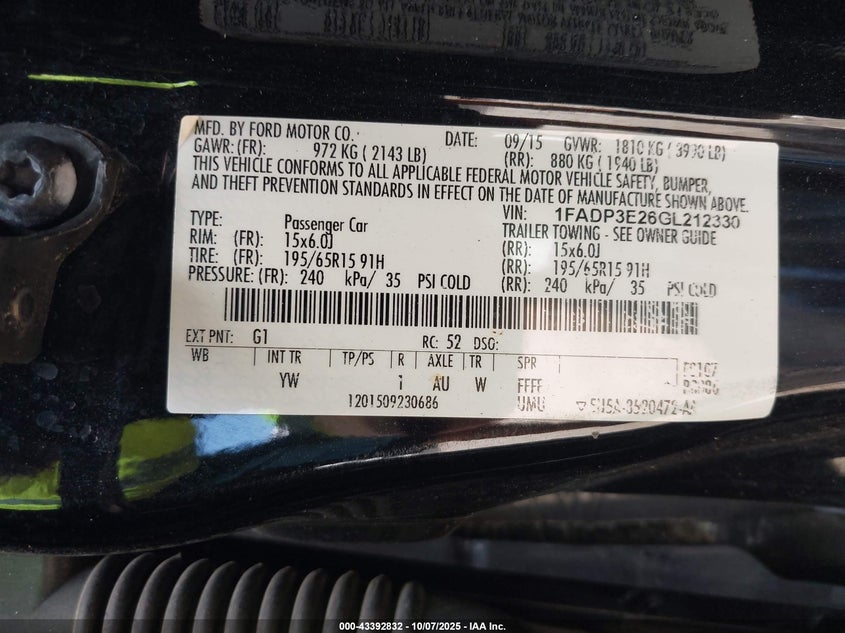 MFD. BY FORD MOTOR CO. DATE: 09/15 GVWR: 1810 KG ( 3990 LB)
GAWR:(FR): 972 KG ( 2143 LB) (RR): 880 KG ( 1940 LB)
THIS VEHICLE CONFORMS TO ALL APPLICABLE FEDERAL MOTOR VEHICLE SAFETY, BUMPER,
AND THEFT PREVENTION STANDARDS IN EFFECT ON THE DATE OF MANUFACTURE SHOWN ABOVE.
VIN: 1FADP3E26GL212330
TYPE: Passenger Car TRAILER TOWING - SEE OWNER GUIDE
RIM: (FR): 15x6.0J (RR): 15x6.0J
TIRE: (FR): 195/65R15 91H (RR): 195/65R15 91H
PRESSURE:(FR): 240 kPa/ 35 PSI COLD (RR): 240 kPa/ 35 PSI COLD
EXT PNT: G1 RC: 52 DSO:
WB INT TR TP/PS R AXLE TR SPR
YW 1 AU W FFFF
1201509230686 UMU
000-43392832 - 10/07/2025 - IAA Inc.